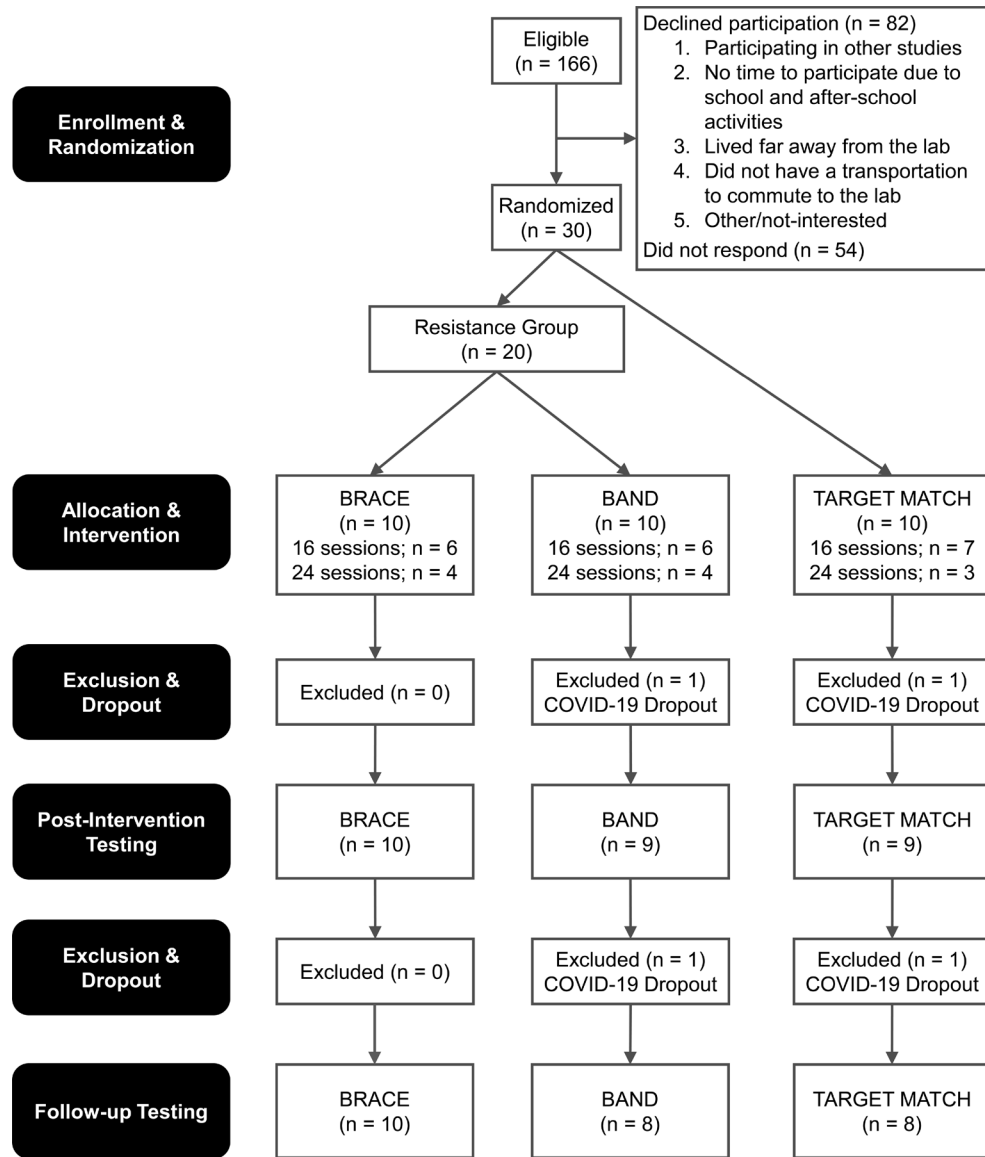 Eligible
(n = 166)
Declined participation (n = 82)
1. Participating in other studies
2. No time to participate due to
school and after-school
activities
3. Lived far away from the lab
4. Did not have a transportation
to commute to the lab
5. Other/not-interested
Did not respond (n = 54)
Enrollment &
Randomization
Randomized
(n = 30)
Resistance Group
(n = 20)
Allocation &
Intervention
BRACE
(n = 10)
16 sessions; n = 6
24 sessions; n = 4
BAND
(n = 10)
16 sessions; n = 6
24 sessions; n = 4
TARGET MATCH
(n = 10)
16 sessions; n = 7
24 sessions; n = 3
Exclusion &
Dropout
Excluded (n = 0)
Excluded (n = 1)
COVID-19 Dropout
Excluded (n = 1)
COVID-19 Dropout
Post-Intervention
Testing
BRACE
(n = 10)
BAND
(n = 9)
TARGET MATCH
(n = 9)
Exclusion &
Dropout
Excluded (n = 0)
Excluded (n = 1)
COVID-19 Dropout
Excluded (n = 1)
COVID-19 Dropout
Follow-up Testing
BRACE
(n = 10)
BAND
(n = 8)
TARGET MATCH
(n = 8)